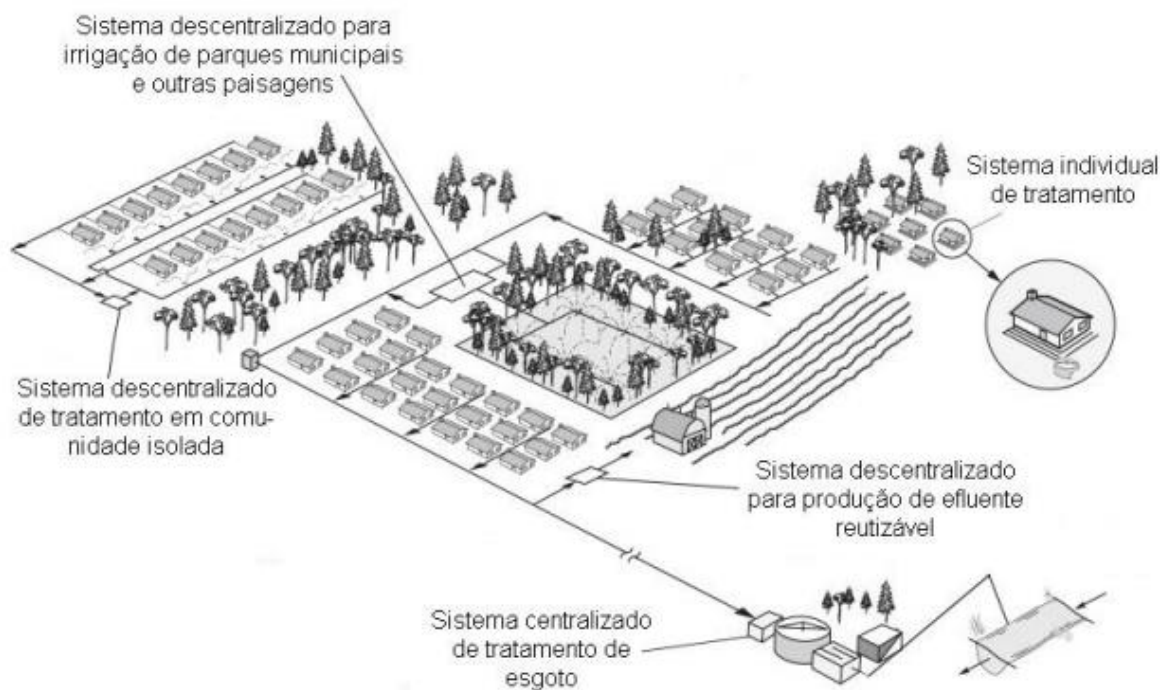 Sistema descentralizado para
irrigação de parques municipais
e outras paisagens
Sistema individual
de tratamento
Sistema descentralizado
de tratamento em comu-
nidade isolada
Sistema descentralizado
para produção de efluente
reutizável
Sistema centralizado
de tratamento de
esgoto